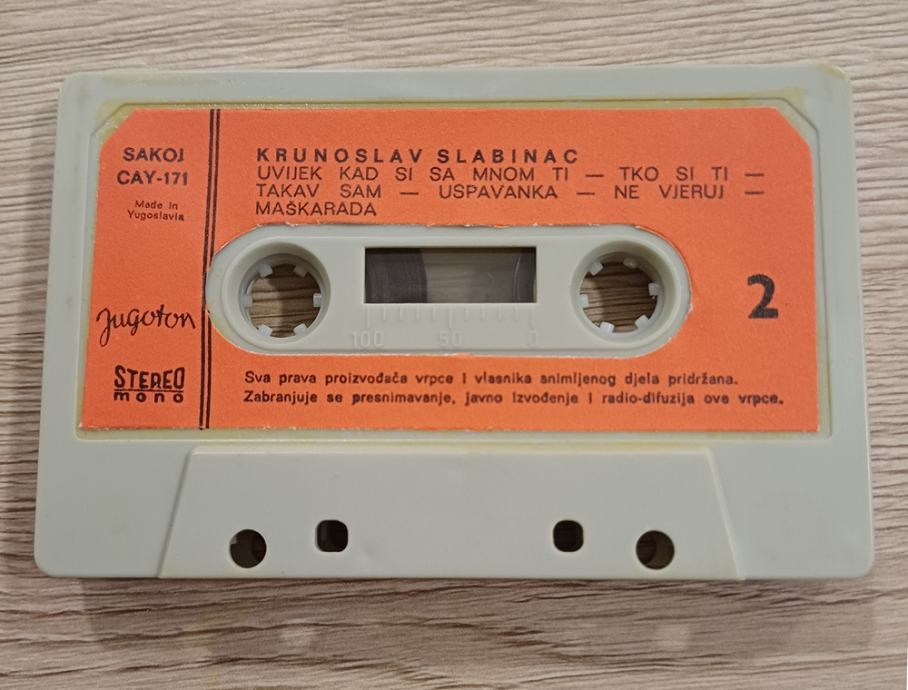 SAKOJ
CAY-171
Made in
Yugoslavia
jugoton
STEREO
mono
KRUNOSLAV SLABINAC
UVIJEK KAD SI SA MNOM TI — TKO SI TI —
TAKAV SAM — USPAVANKA — NE VJERUJ —
MAŠKARADA
2
100 50 0
Sva prava proizvođača vrpce i vlasnika snimljenog djela pridržana.
Zabranjuje se presnimavanje, javno izvođenje i radio-difuzija ove vrpce.